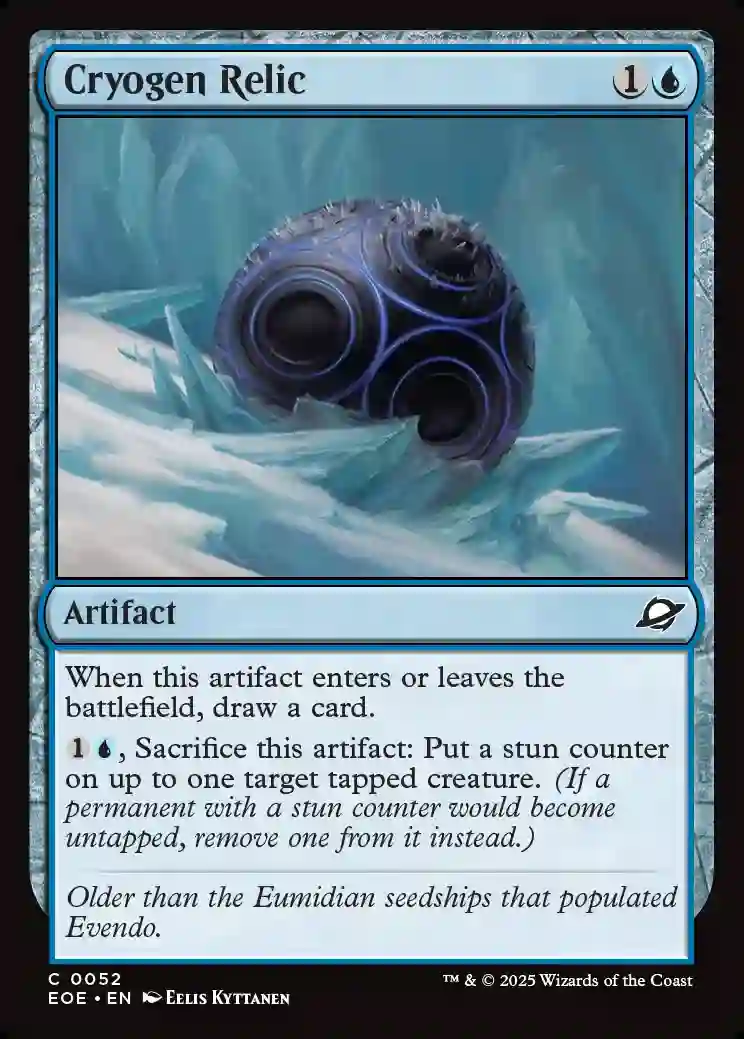 Cryogen Relic 1
Artifact
When this artifact enters or leaves the
battlefield, draw a card.
1 , Sacrifice this artifact: Put a stun counter
on up to one target tapped creature. (If a
permanent with a stun counter would become
untapped, remove one from it instead.)
Older than the Eumidian seedships that populated
Evendo.
C 0052
EOE • EN Eelis Kyttanen
™ & © 2025 Wizards of the Coast